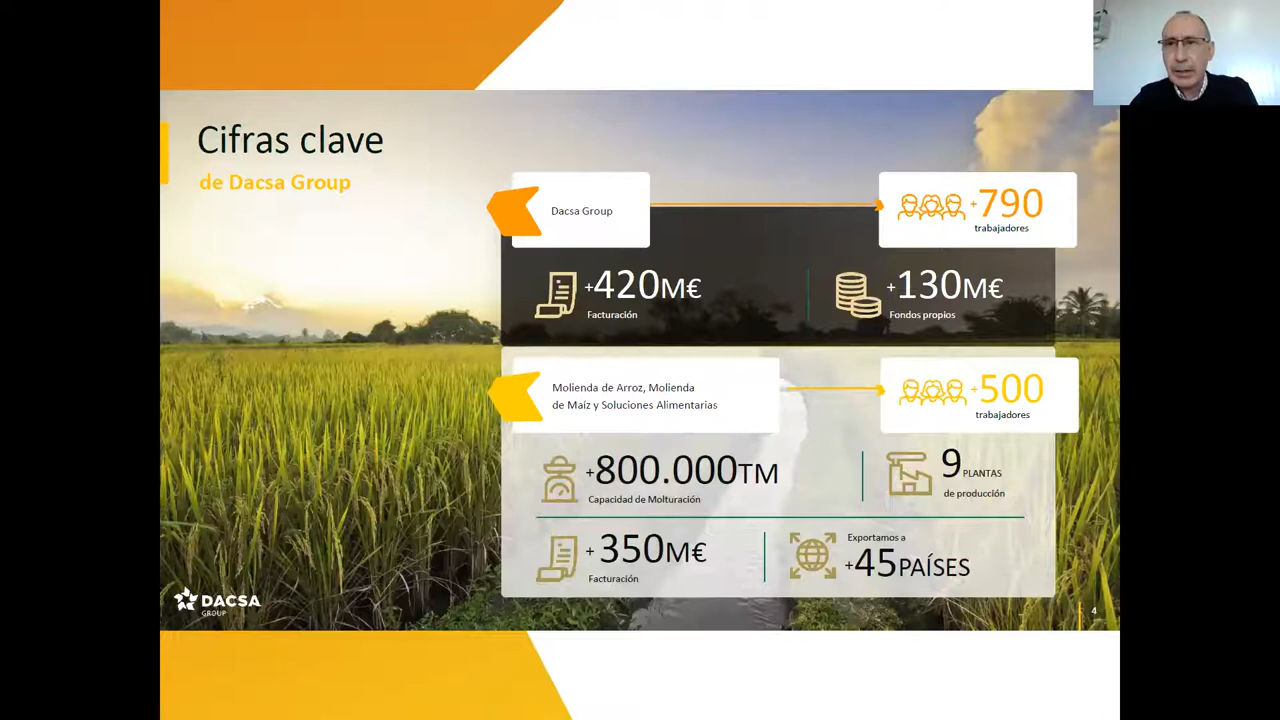 Cifras clave
de Dacsa Group
Dacsa Group
+790
trabajadores
+420M€
Facturación
+130M€
Fondos propios
Molienda de Arroz, Molienda
de Maíz y Soluciones Alimentarias
+500
trabajadores
+800.000TM
Capacidad de Molturación
9 PLANTAS
de producción
+ 350M€
Facturación
Exportamos a
+45PAÍSES
DACSA
GROUP
4